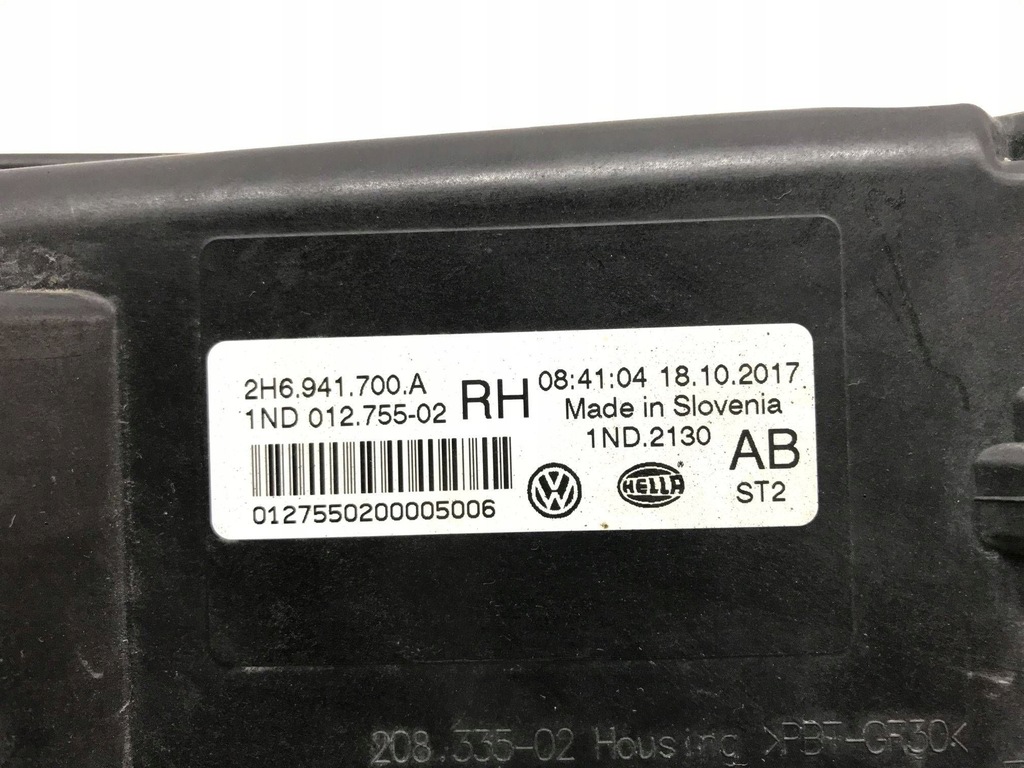 2H6.941.700.A
1ND 012.755-02
RH
08:41:04 18.10.2017
Made in Slovenia
1ND.2130
AB
ST2
HELLA
0127550200005006
208.335-02 Housing >PBT-GF30<